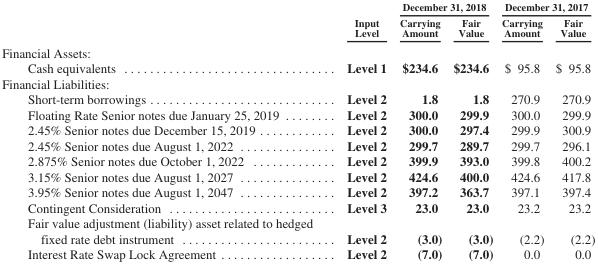 December 31, 2018 December 31, 2017
Input Carrying Fair Carrying Fair
Level Amount Value Amount Value
Financial Assets:
Cash equivalents ................................. Level 1 $234.6 $234.6 $ 95.8 $ 95.8
Financial Liabilities:
Short-term borrowings ............................. Level 2 1.8 1.8 270.9 270.9
Floating Rate Senior notes due January 25, 2019 ........ Level 2 300.0 299.9 300.0 299.9
2.45% Senior notes due December 15, 2019 ............ Level 2 300.0 297.4 299.9 300.9
2.45% Senior notes due August 1, 2022 ............... Level 2 299.7 289.7 299.7 296.1
2.875% Senior notes due October 1, 2022 ............. Level 2 399.9 393.0 399.8 400.2
3.15% Senior notes due August 1, 2027 ............... Level 2 424.6 400.0 424.6 417.8
3.95% Senior notes due August 1, 2047 ............... Level 2 397.2 363.7 397.1 397.4
Contingent Consideration .......................... Level 3 23.0 23.0 23.2 23.2
Fair value adjustment (liability) asset related to hedged
fixed rate debt instrument ........................ Level 2 (3.0) (3.0) (2.2) (2.2)
Interest Rate Swap Lock Agreement .................. Level 2 (7.0) (7.0) 0.0 0.0